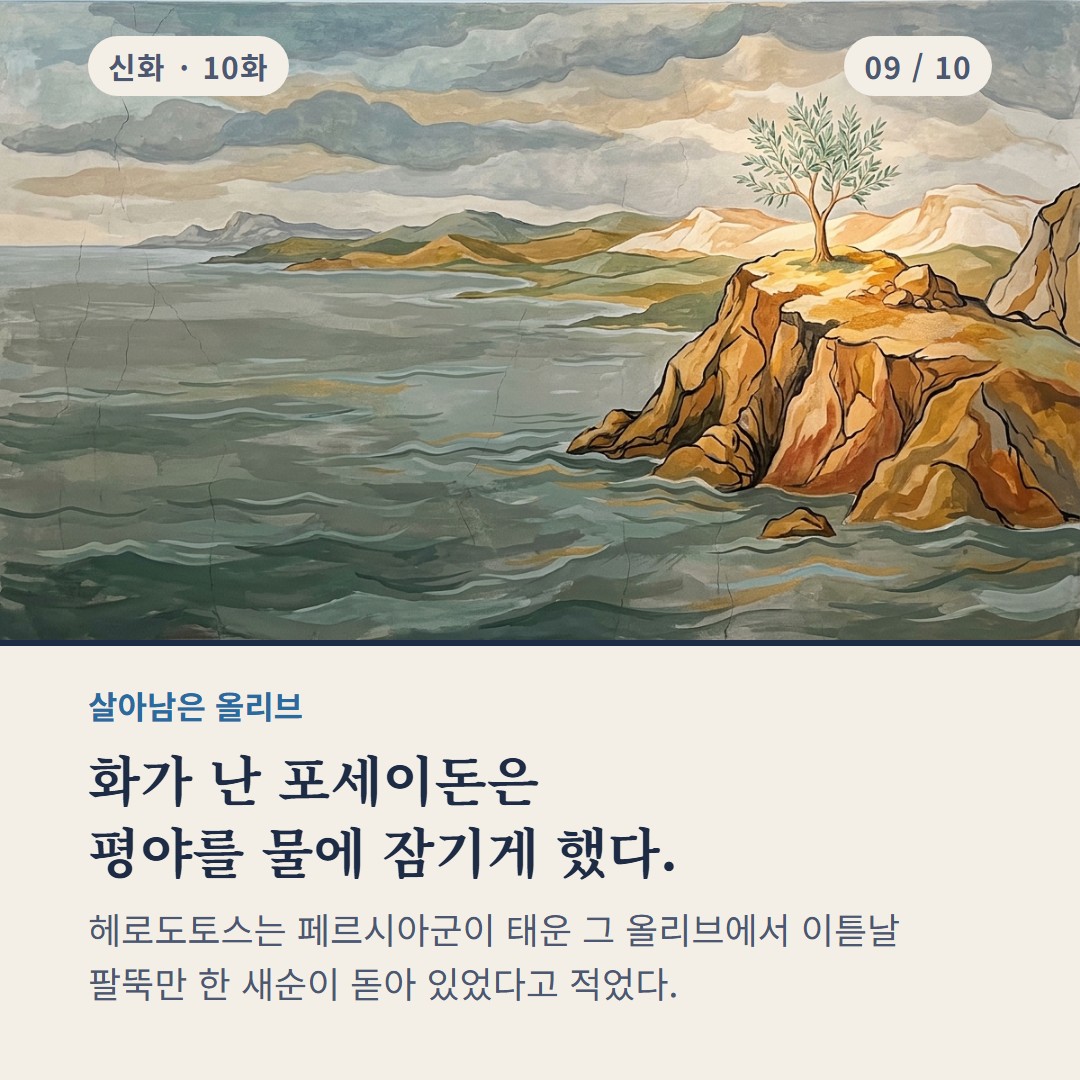 신화 · 10화
09 / 10
살아남은 올리브
화가 난 포세이돈은
평야를 물에 잠기게 했다.
헤로도토스는 페르시아군이 태운 그 올리브에서 이튿날
팔뚝만 한 새순이 돋아 있었다고 적었다.